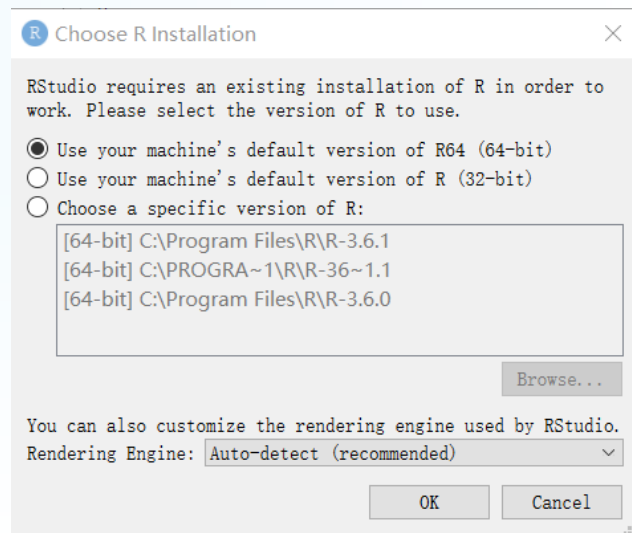 R Choose R Installation
RStudio requires an existing installation of R in order to
work. Please select the version of R to use.
Use your machine's default version of R64 (64-bit)
Use your machine's default version of R (32-bit)
Choose a specific version of R:
[64-bit] C:\Program Files\R\R-3.6.1
[64-bit] C:\PROGRA~1\R\R-36~1.1
[64-bit] C:\Program Files\R\R-3.6.0
Browse...
You can also customize the rendering engine used by RStudio.
Rendering Engine: Auto-detect (recommended)
OK Cancel